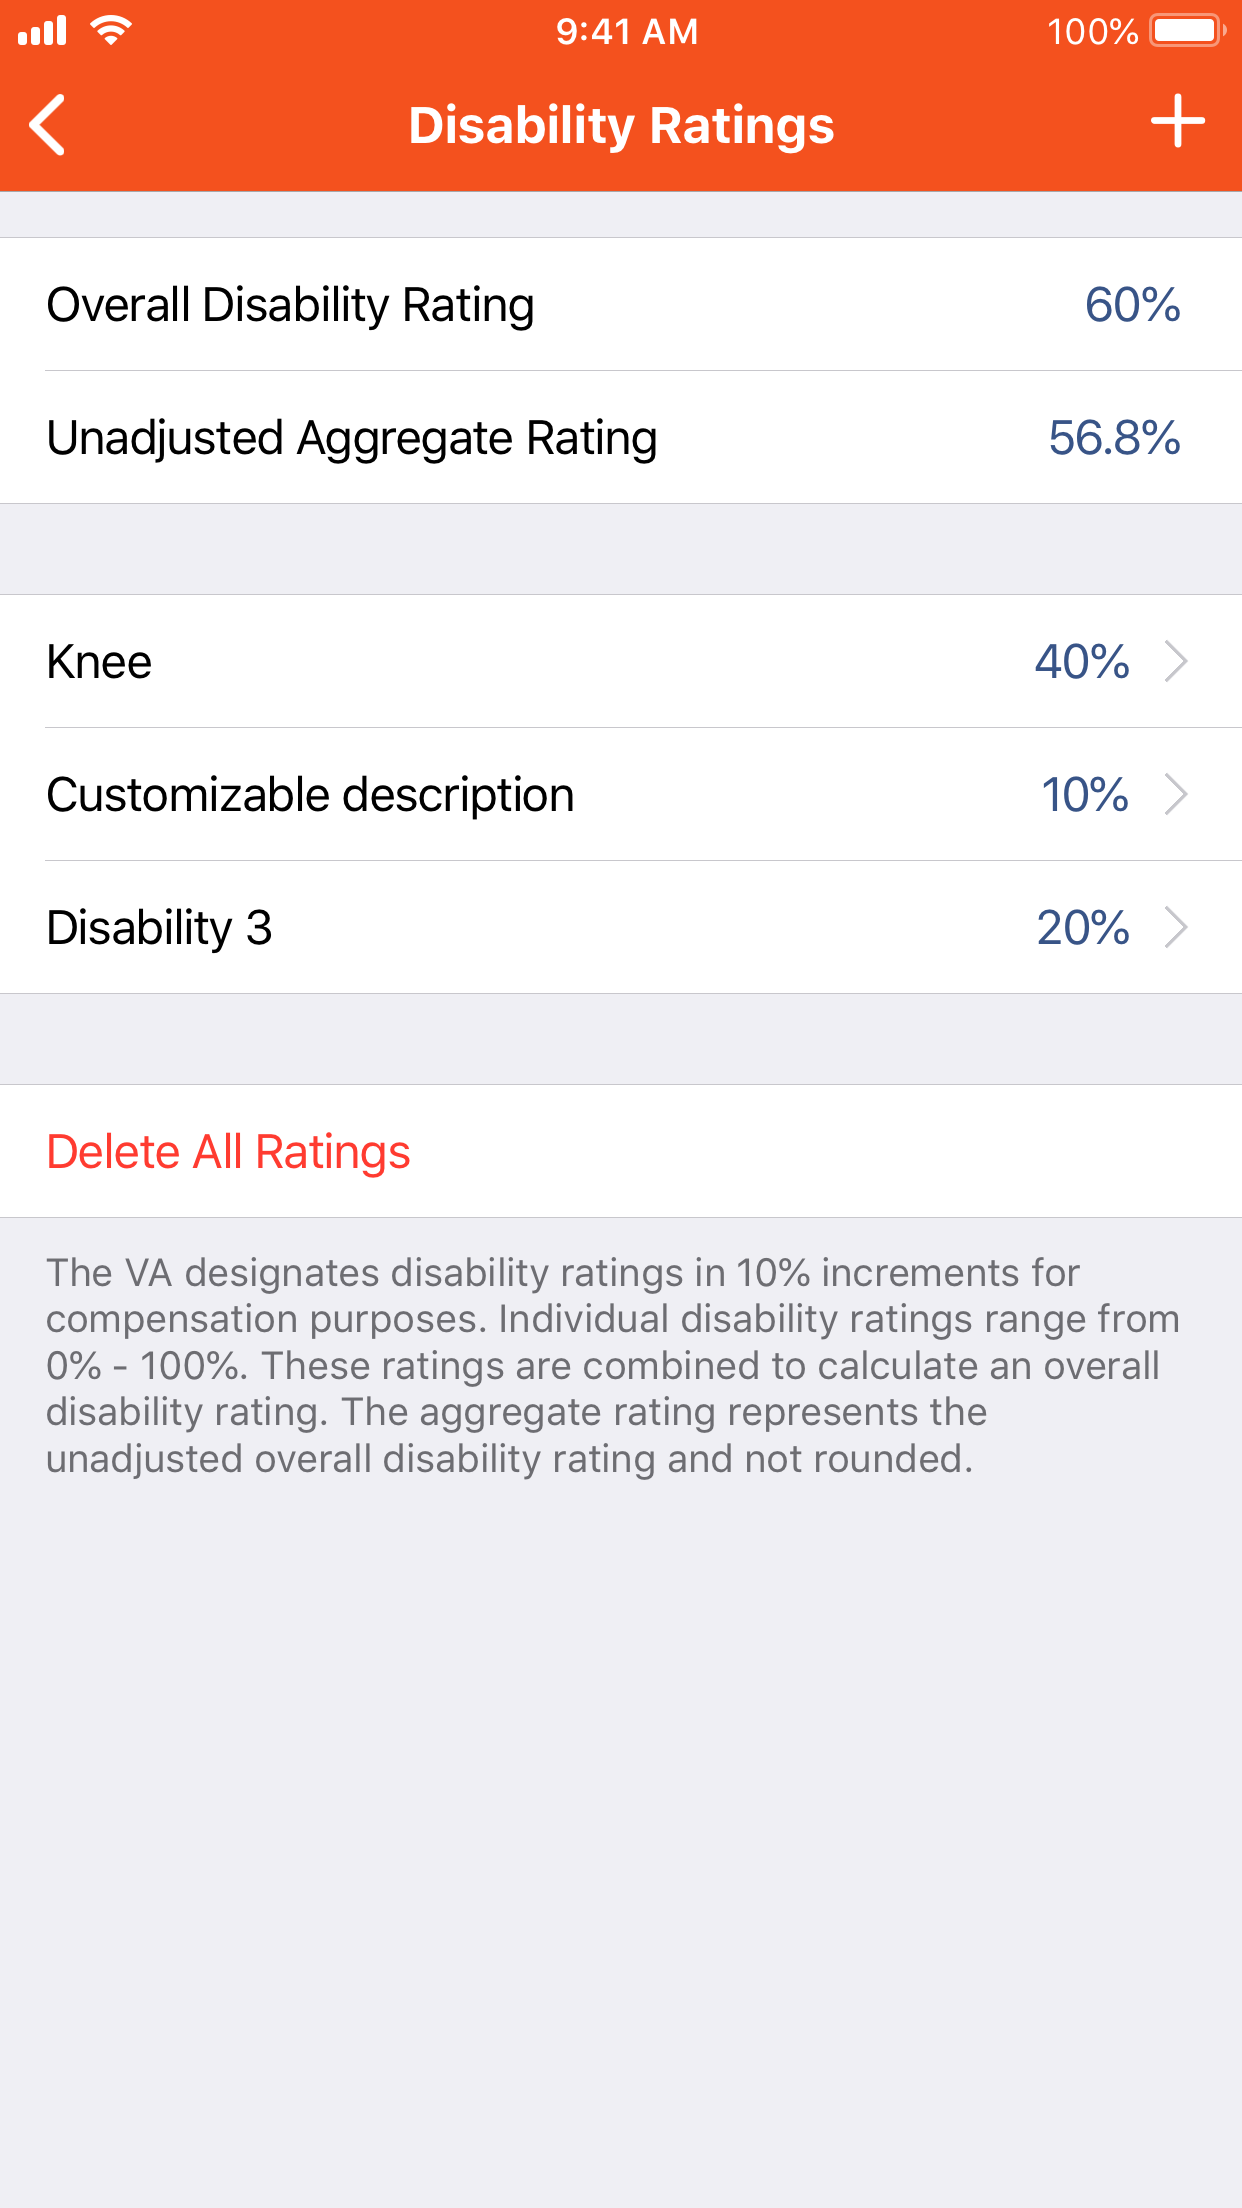 9:41 AM
100%
Disability Ratings
Overall Disability Rating 60%
Unadjusted Aggregate Rating 56.8%
Knee 40%
Customizable description 10%
Disability 3 20%
Delete All Ratings
The VA designates disability ratings in 10% increments for
compensation purposes. Individual disability ratings range from
0% - 100%. These ratings are combined to calculate an overall
disability rating. The aggregate rating represents the
unadjusted overall disability rating and not rounded.